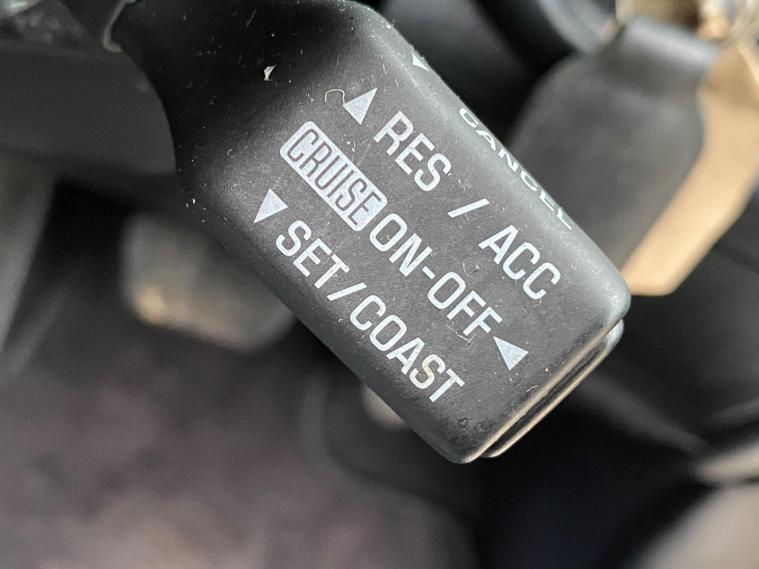 CANCEL
RES / ACC
CRUISE ON-OFF
SET/COAST